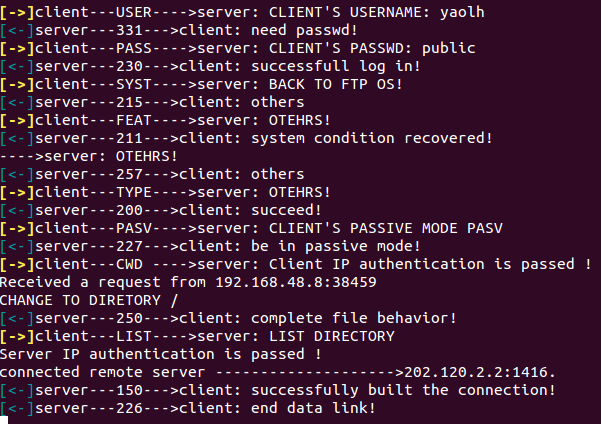 [->]client---USER---->server: CLIENT'S USERNAME: yaolh
[<-]server---331--->client: need passwd!
[->]client---PASS---->server: CLIENT'S PASSWD: public
[<-]server---230--->client: successfull log in!
[->]client---SYST---->server: BACK TO FTP OS!
[<-]server---215--->client: others
[->]client---FEAT---->server: OTEHRS!
[<-]server---211--->client: system condition recovered!
---->server: OTEHRS!
[<-]server---257--->client: others
[->]client---TYPE---->server: OTEHRS!
[<-]server---200--->client: succeed!
[->]client---PASV---->server: CLIENT'S PASSIVE MODE PASV
[<-]server---227--->client: be in passive mode!
[->]client---CWD ---->server: Client IP authentication is passed !
Received a request from 192.168.48.8:38459
CHANGE TO DIRETORY /
[<-]server---250--->client: complete file behavior!
[->]client---LIST---->server: LIST DIRECTORY
Server IP authentication is passed !
connected remote server -------------------->202.120.2.2:1416.
[<-]server---150--->client: successfully built the connection!
[<-]server---226--->client: end data link!